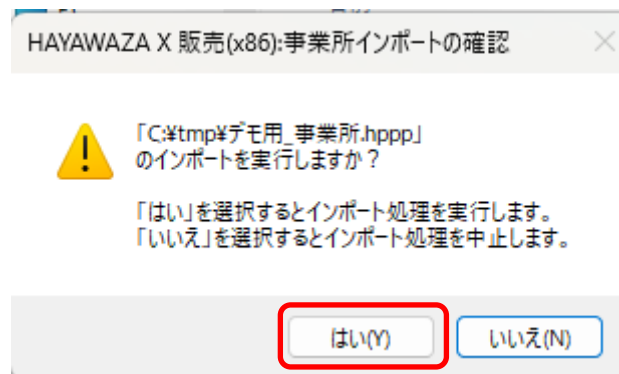 HAYAWAZA X 販売(x86):事業所インポートの確認
「C:¥tmp¥デモ用_事業所.hppp」
のインポートを実行しますか？
「はい」を選択するとインポート処理を実行します。
「いいえ」を選択するとインポート処理を中止します。
はい(Y)
いいえ(N)